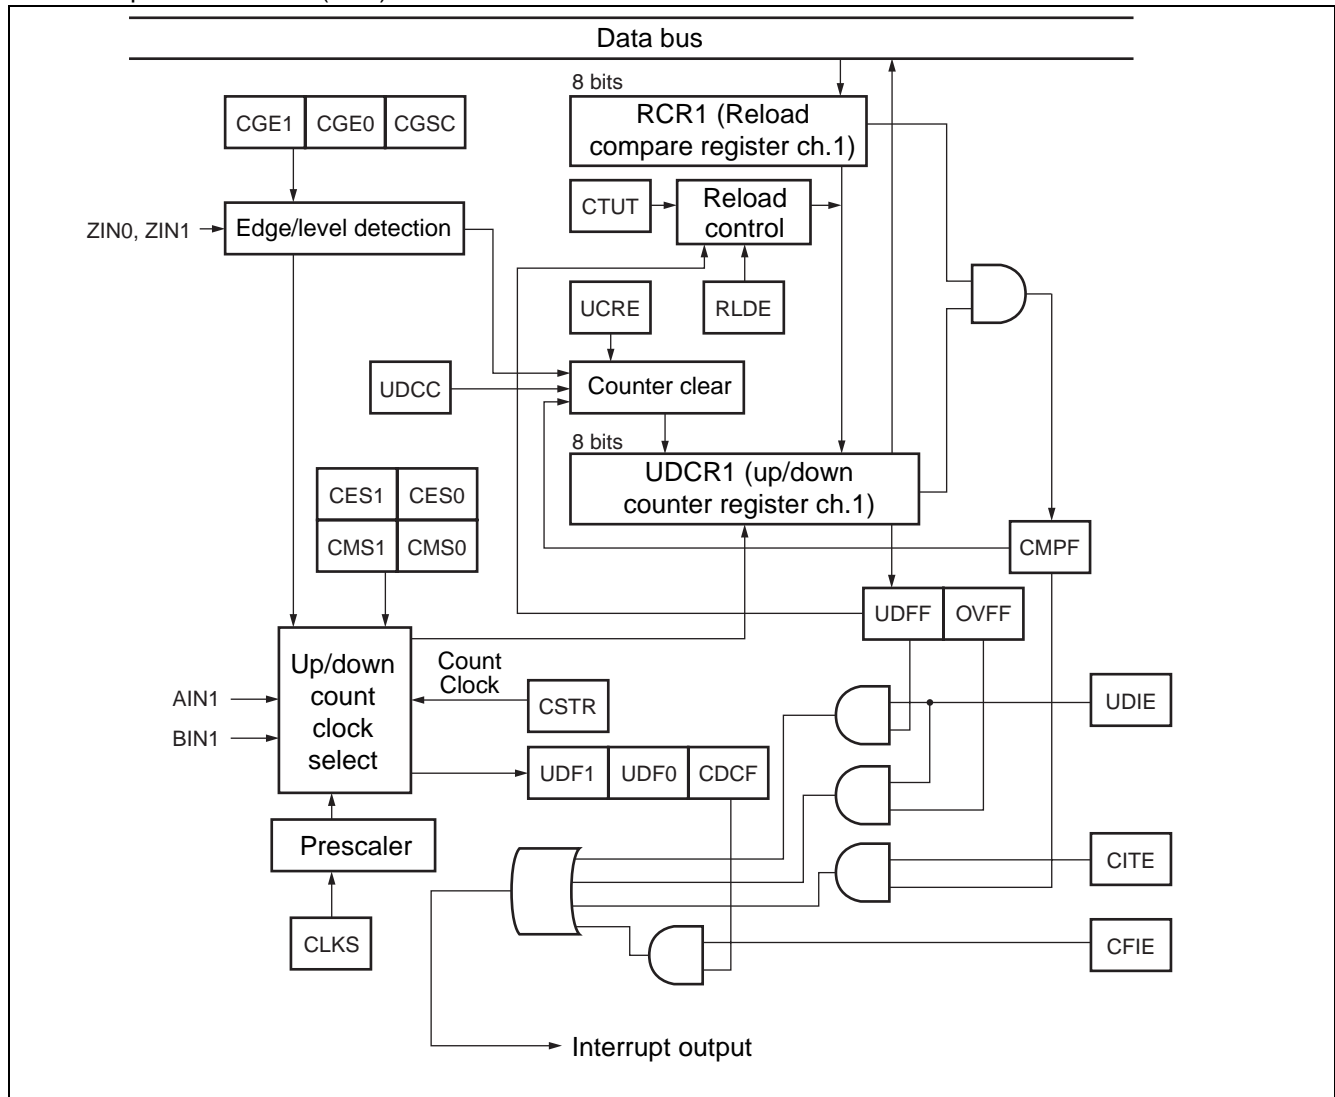 Data bus
8 bits
RCR1 (Reload
compare register ch.1)
CGE1 CGE0 CGSC
CTUT
Reload
control
ZIN0, ZIN1
Edge/level detection
UCRE
RLDE
UDCC
Counter clear
8 bits
UDCR1 (up/down
counter register ch.1)
CES1 CES0
CMS1 CMS0
CMPF
UDFF OVFF
Up/down
count
clock
select
Count
Clock
CSTR
AIN1
BIN1
UDIE
UDF1 UDF0 CDCF
Prescaler
CITE
CLKS
CFIE
Interrupt output